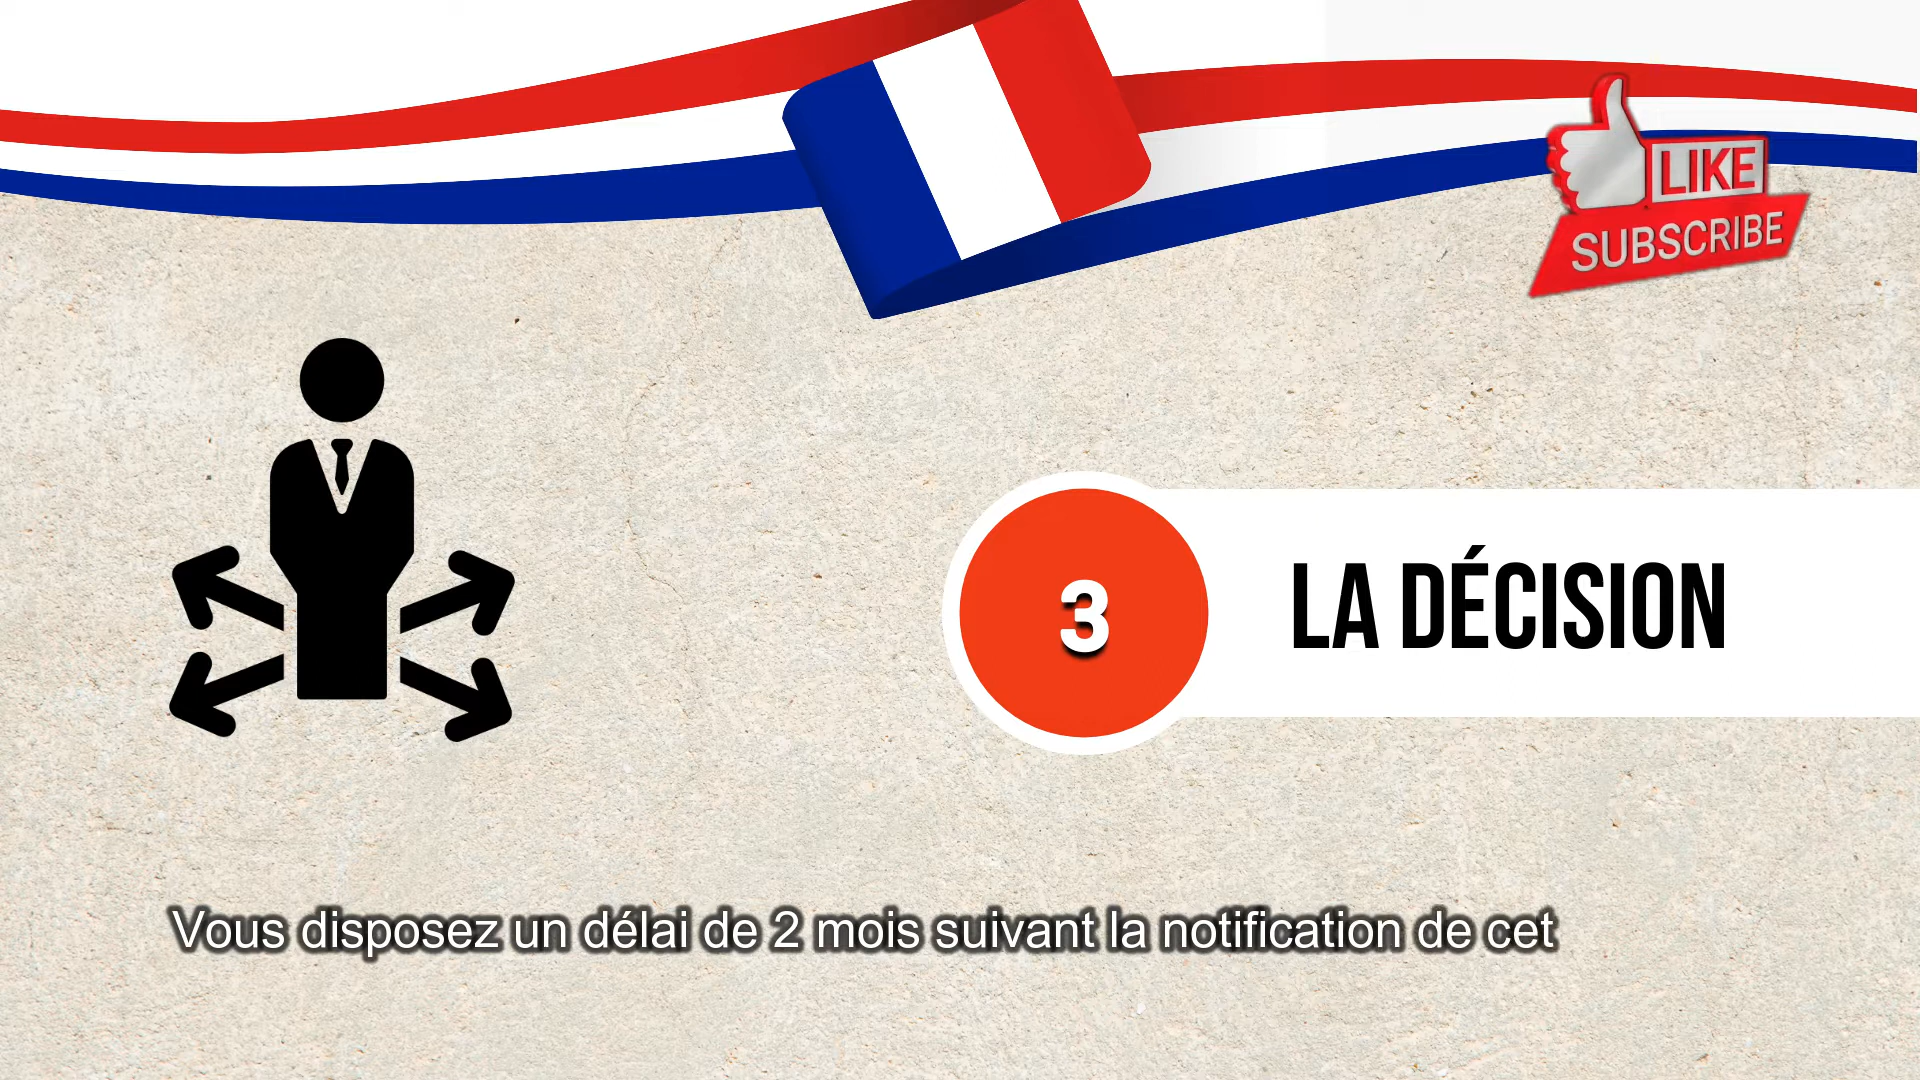 LIKE
SUBSCRIBE
3
LA DÉCISION
Vous disposez un délai de 2 mois suivant la notification de cet